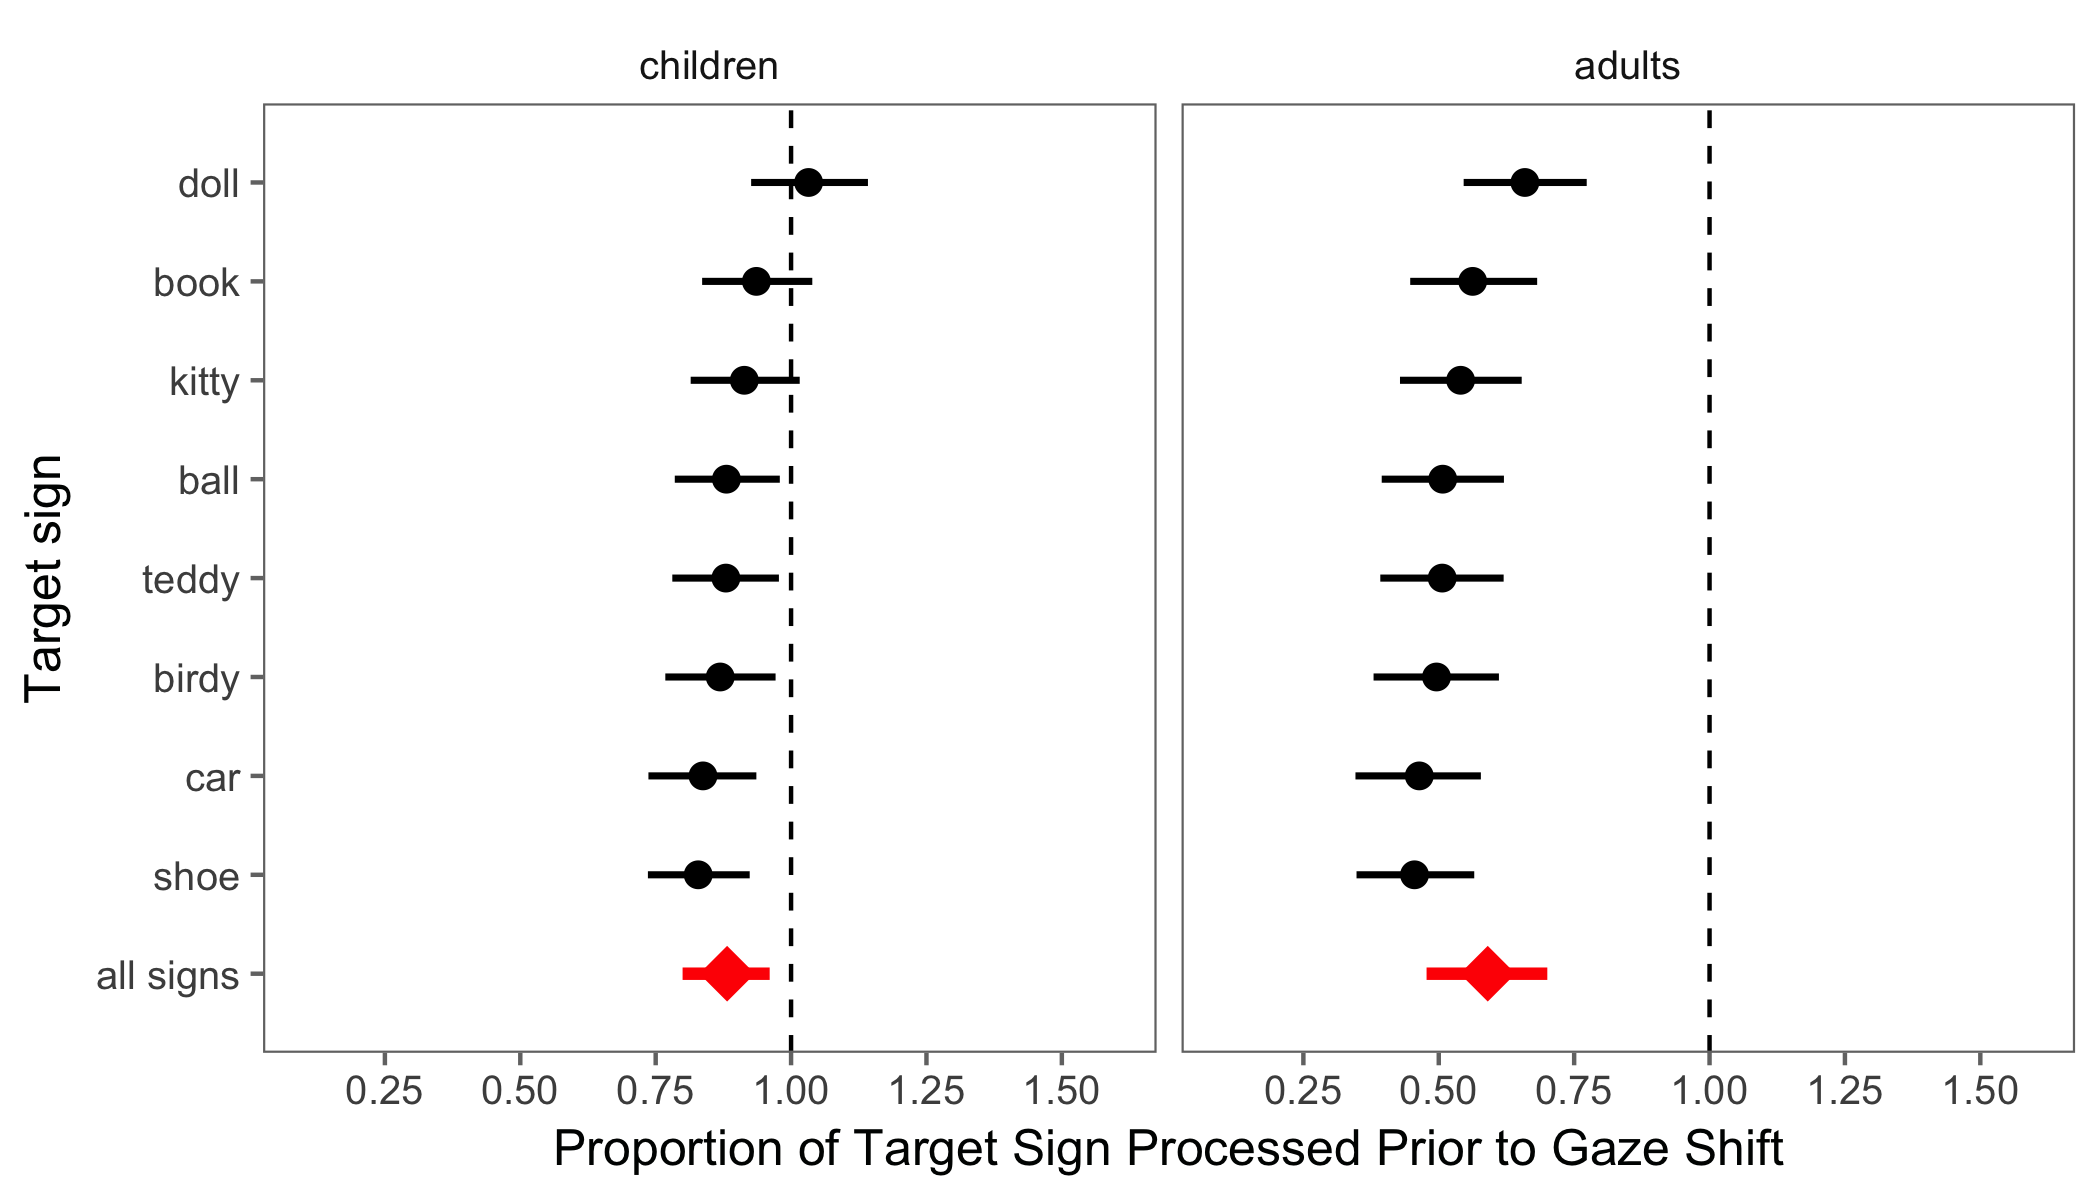 children
adults
Target sign
doll
book
kitty
ball
teddy
birdy
car
shoe
all signs
0.25 0.50 0.75 1.00 1.25 1.50
0.25 0.50 0.75 1.00 1.25 1.50
Proportion of Target Sign Processed Prior to Gaze Shift